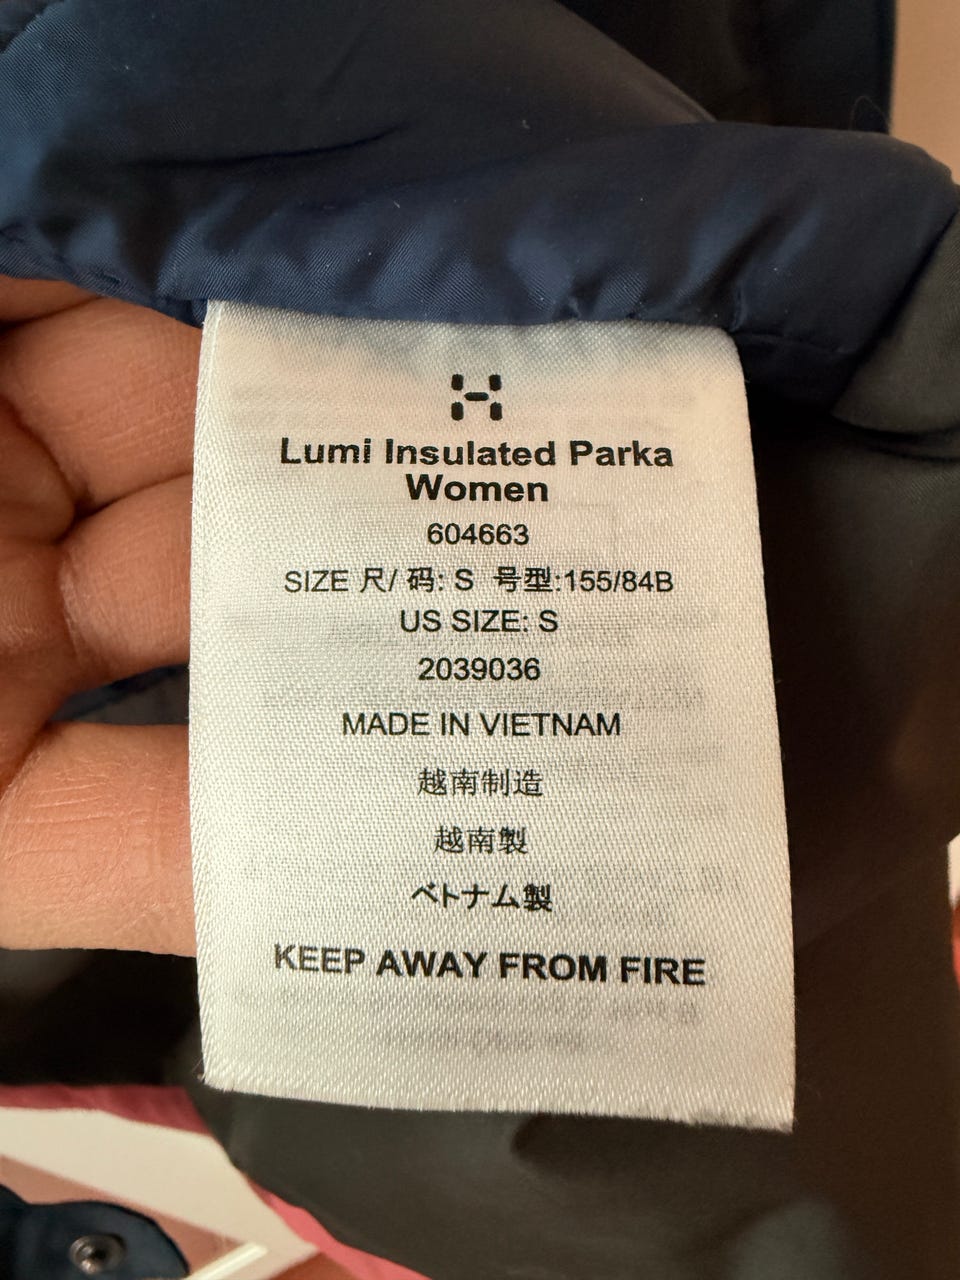 Lumi Insulated Parka
Women
604663
SIZE 尺/ 码: S 号型:155/84B
US SIZE: S
2039036
MADE IN VIETNAM
越南制造
越南製
ベトナム製
KEEP AWAY FROM FIRE